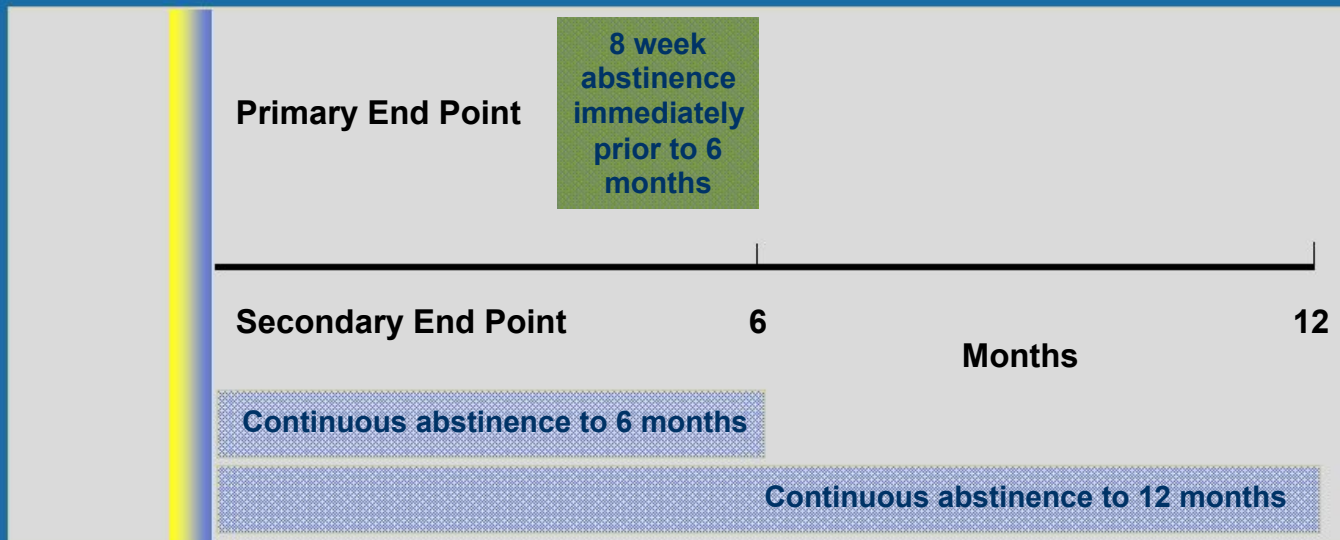 8 week
abstinence
immediately
prior to 6
months
Primary End Point
Secondary End Point
6
12
Months
Continuous abstinence to 6 months
Continuous abstinence to 12 months